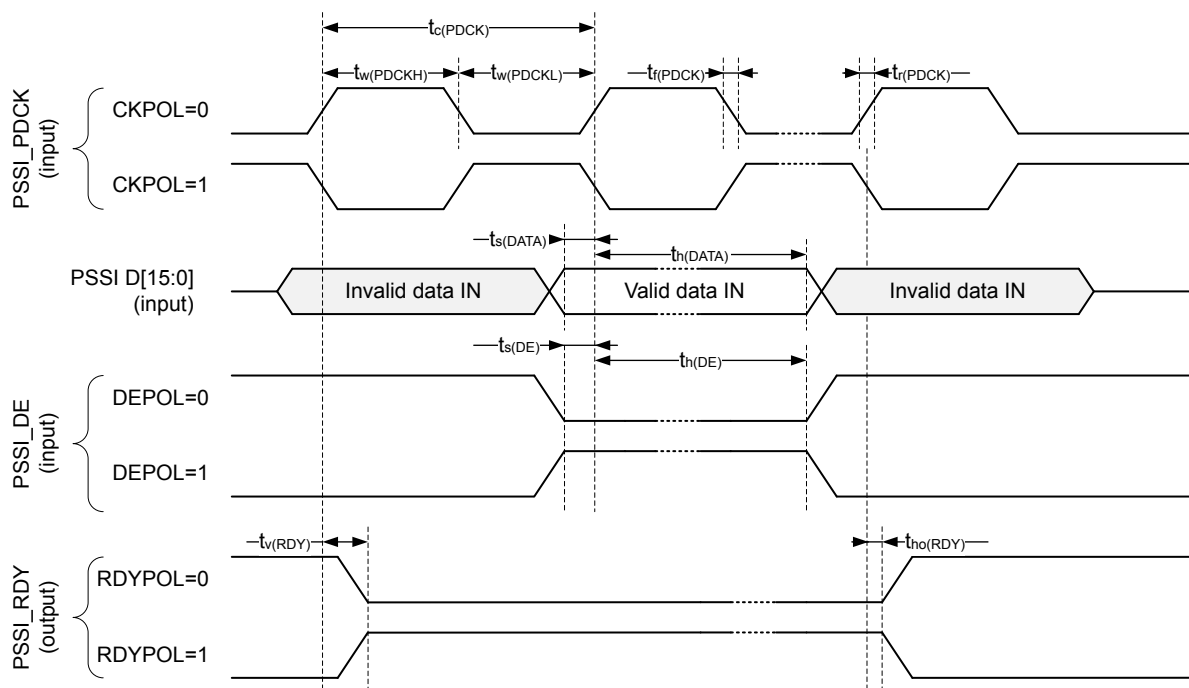 tc(PDCK)
tw(PDCKH)
tw(PDCKL)
tf(PDCK)
tr(PDCK)
PSSI_PDCK
(input)
CKPOL=0
CKPOL=1
ts(DATA)
th(DATA)
PSSI D[15:0]
(input)
Invalid data IN
Valid data IN
Invalid data IN
ts(DE)
th(DE)
PSSI_DE
(input)
DEPOL=0
DEPOL=1
tv(RDY)
tho(RDY)
PSSI_RDY
(output)
RDYPOL=0
RDYPOL=1